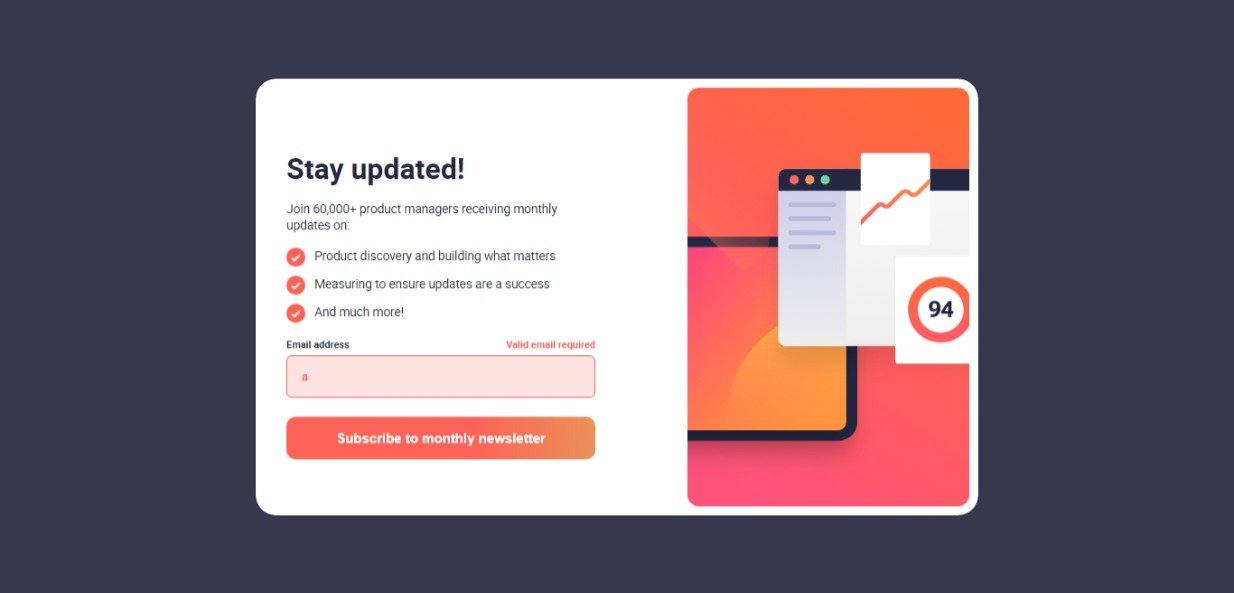 Stay updated!
Join 60,000+ product managers receiving monthly
updates on:
Product discovery and building what matters
Measuring to ensure updates are a success
And much more!
Email address
Valid email required
a
Subscribe to monthly newsletter
94